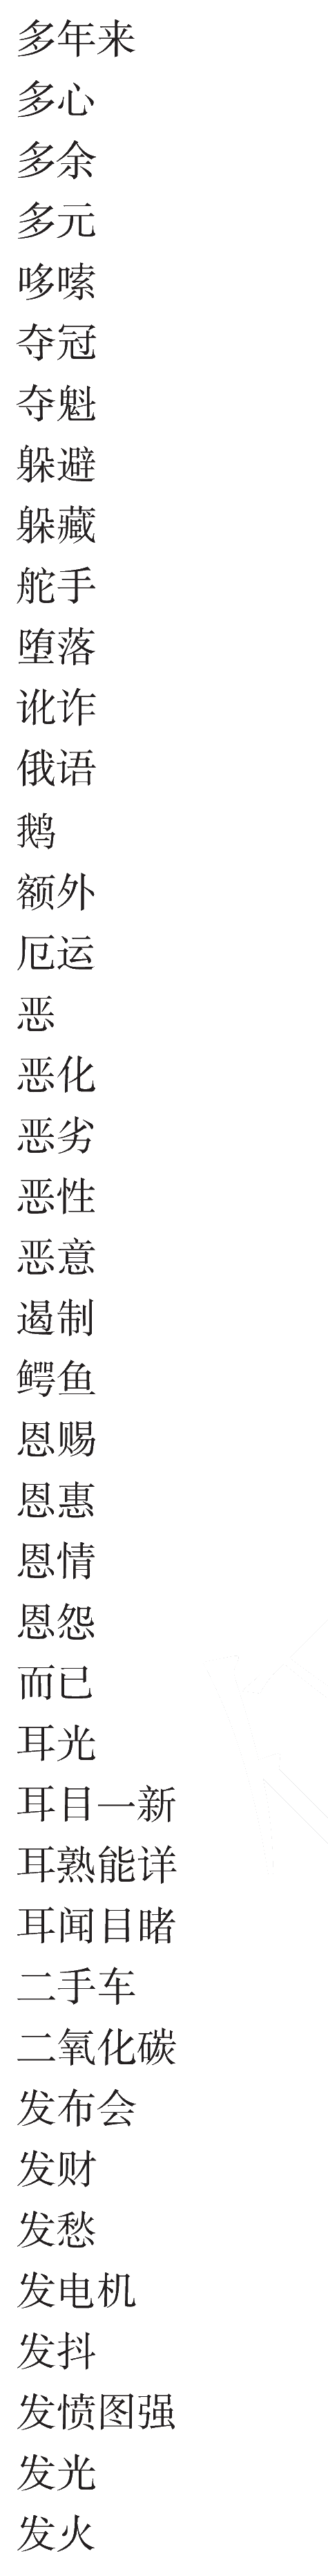 多年来
多心
多余
多元
哆嗦
夺冠
夺魁
躲避
躲藏
舵手
堕落
讹诈
俄语
鹅
额外
厄运
恶
恶化
恶劣
恶性
恶意
遏制
鳄鱼
恩赐
恩惠
恩情
恩怨
而已
耳光
耳目一新
耳熟能详
耳闻目睹
二手车
二氧化碳
发布会
发财
发愁
发电机
发抖
发愤图强
发光
发火